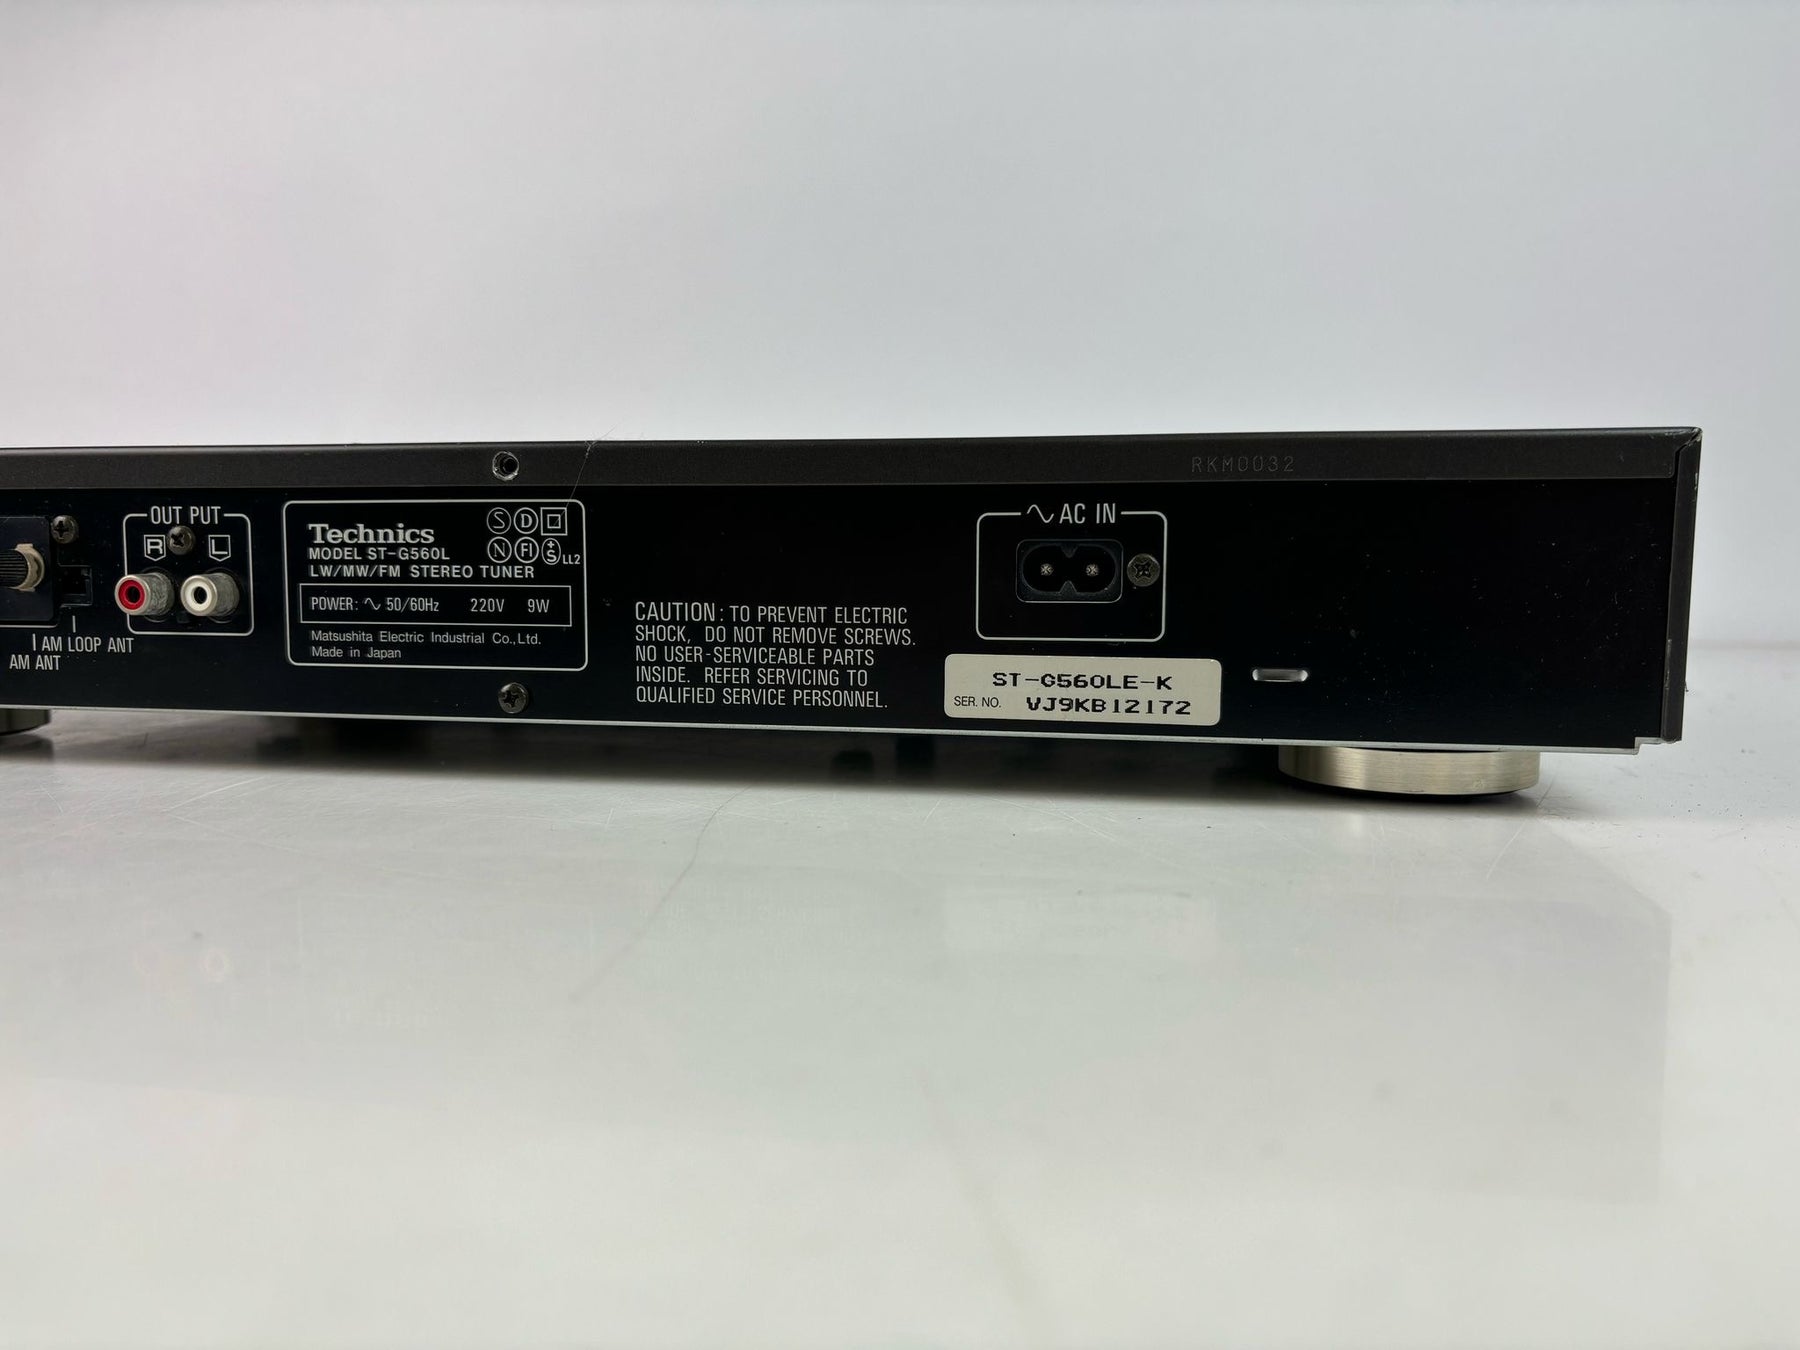 RKM0032
OUT PUT
R L
AM LOOP ANT
AM ANT
Technics
S D
N FI S LL2
MODEL ST-G560L
LW/MW/FM STEREO TUNER
POWER: 50/60Hz 220V 9W
Matsushita Electric Industrial Co.,Ltd.
Made in Japan
CAUTION: TO PREVENT ELECTRIC
SHOCK, DO NOT REMOVE SCREWS.
NO USER-SERVICEABLE PARTS
INSIDE. REFER SERVICING TO
QUALIFIED SERVICE PERSONNEL.
AC IN
ST-G560LE-K
SER. NO. VJ9KB12172